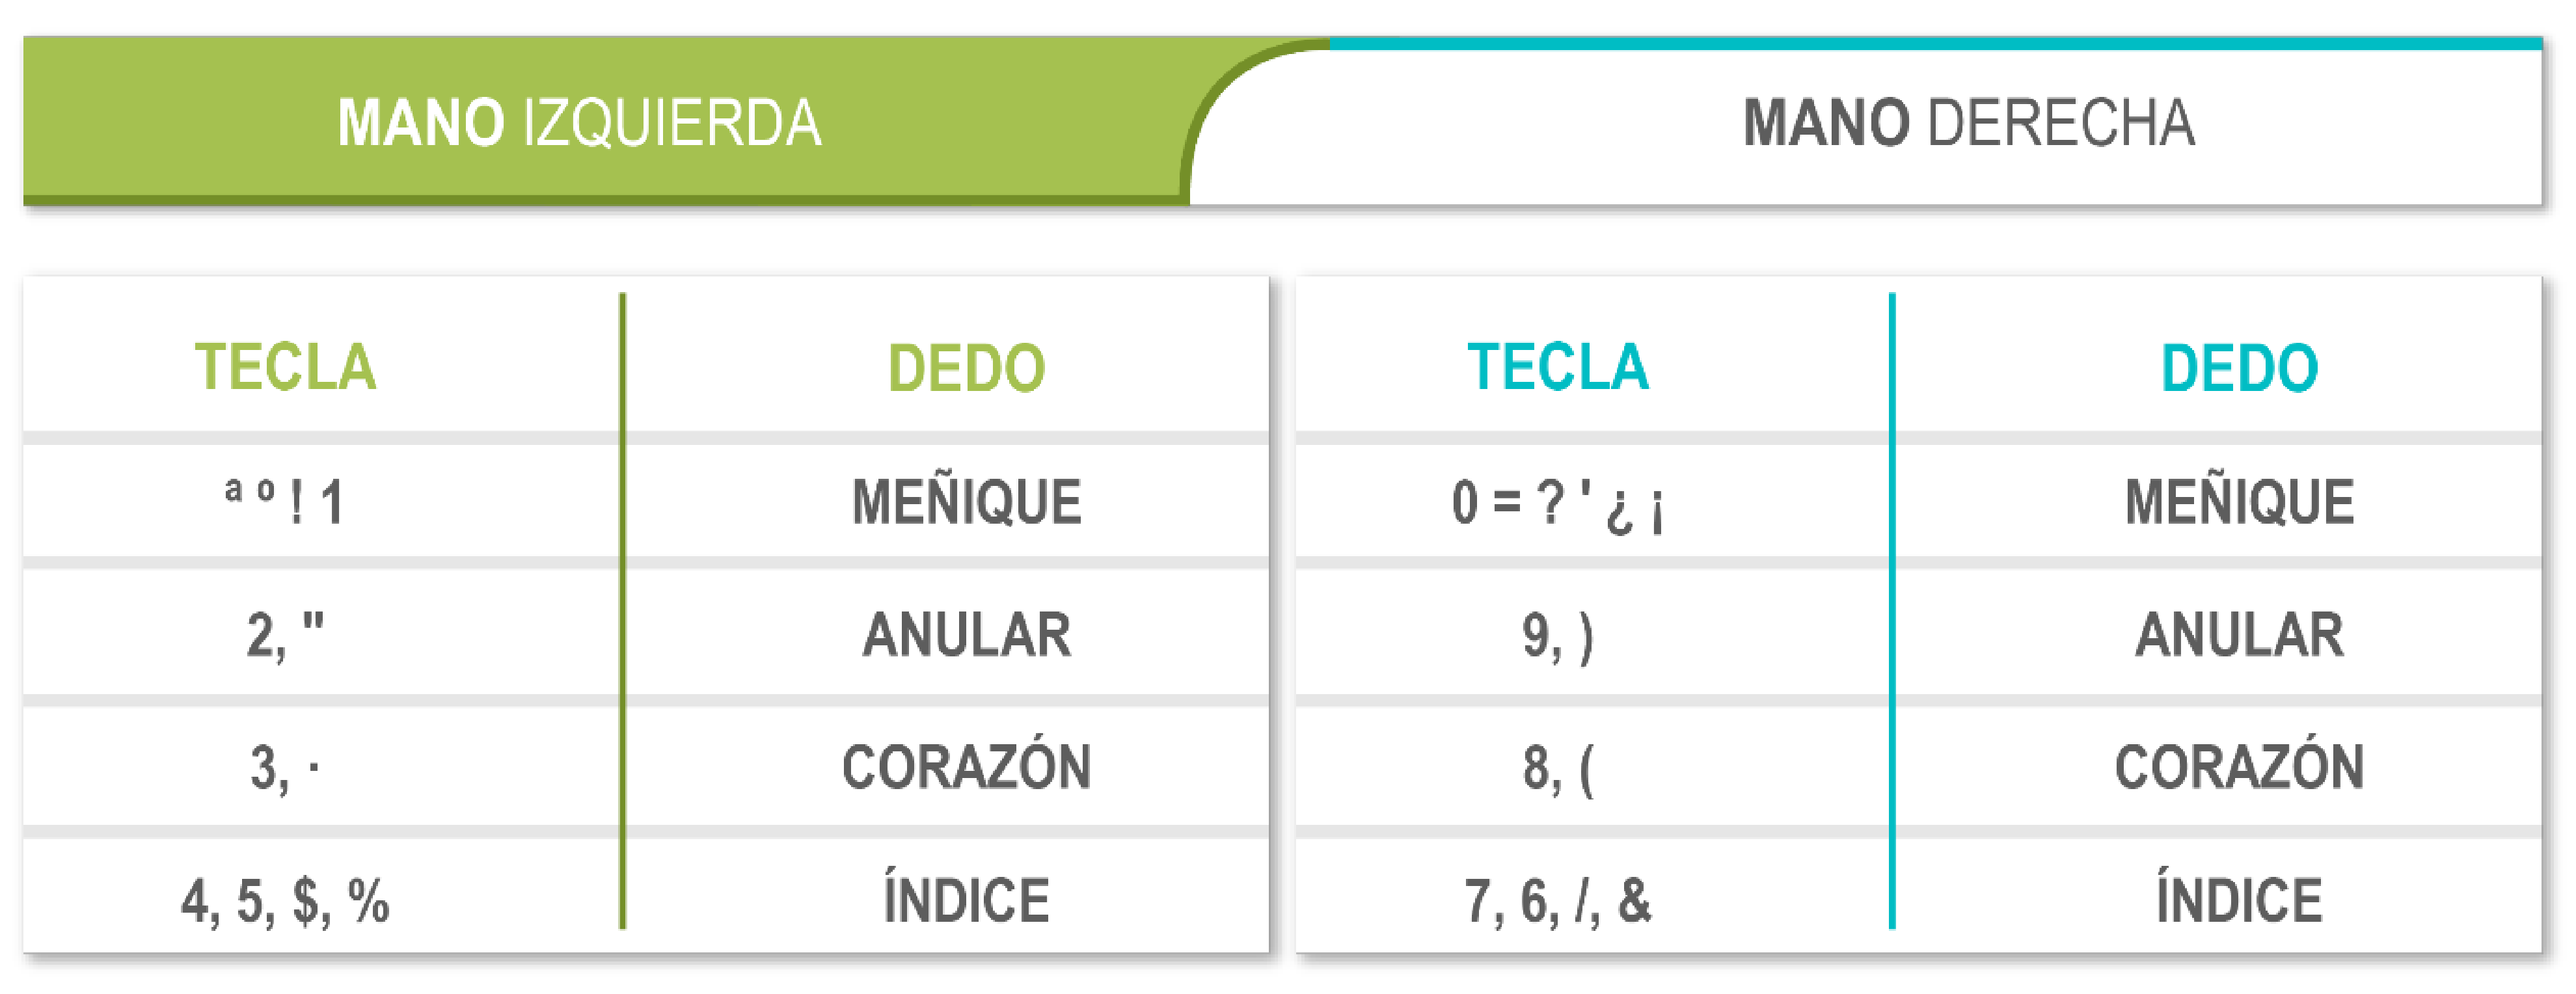 MANO IZQUIERDA
MANO DERECHA
TECLA DEDO
ª º ! 1 MEÑIQUE
2, " ANULAR
3, · CORAZÓN
4, 5, $, % ÍNDICE
TECLA DEDO
0 = ? ' ¿ ¡ MEÑIQUE
9, ) ANULAR
8, ( CORAZÓN
7, 6, /, & ÍNDICE